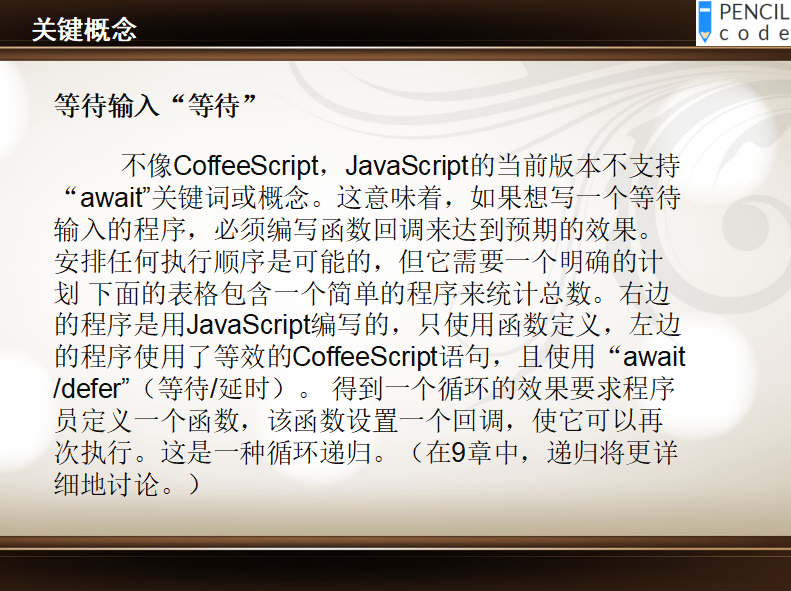 关键概念
PENCIL
code
等待输入“等待”
不像CoffeeScript，JavaScript的当前版本不支持
“await”关键词或概念。这意味着，如果想写一个等待
输入的程序，必须编写函数回调来达到预期的效果。
安排任何执行顺序是可能的，但它需要一个明确的计
划 下面的表格包含一个简单的程序来统计总数。右边
的程序是用JavaScript编写的，只使用函数定义，左边
的程序使用了等效的CoffeeScript语句，且使用“await
/defer”（等待/延时）。 得到一个循环的效果要求程序
员定义一个函数，该函数设置一个回调，使它可以再
次执行。这是一种循环递归。（在9章中，递归将更详
细地讨论。）